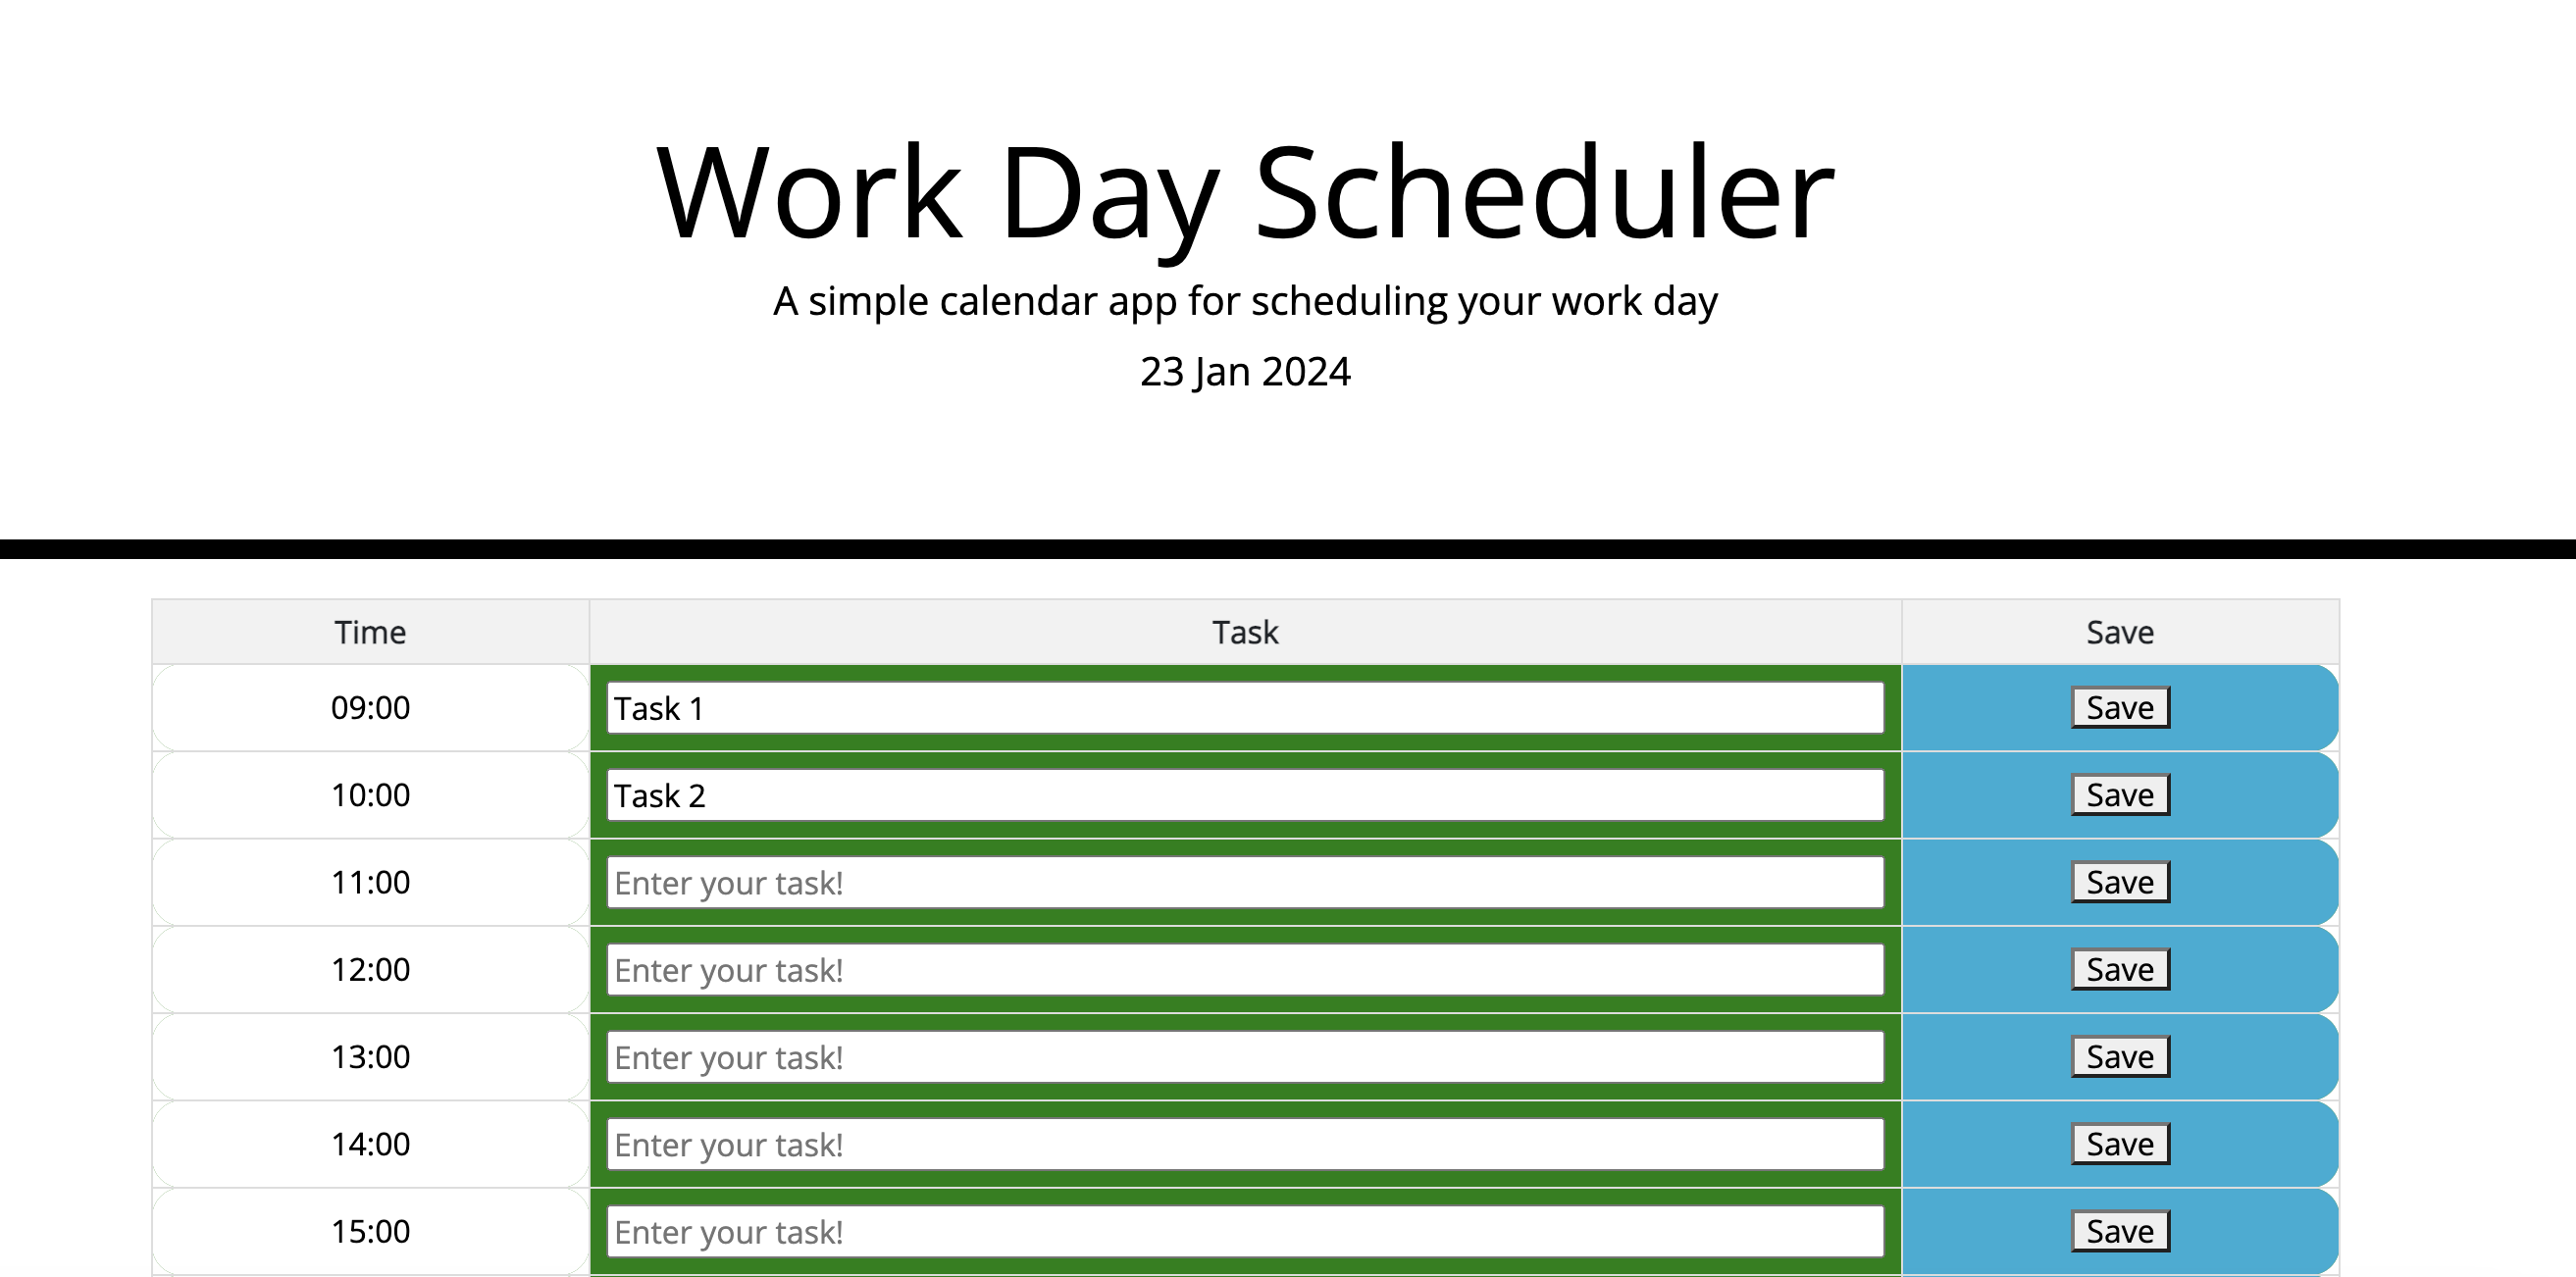 Work Day Scheduler
A simple calendar app for scheduling your work day
23 Jan 2024
Time Task Save
09:00 Task 1 Save
10:00 Task 2 Save
11:00 Enter your task! Save
12:00 Enter your task! Save
13:00 Enter your task! Save
14:00 Enter your task! Save
15:00 Enter your task! Save